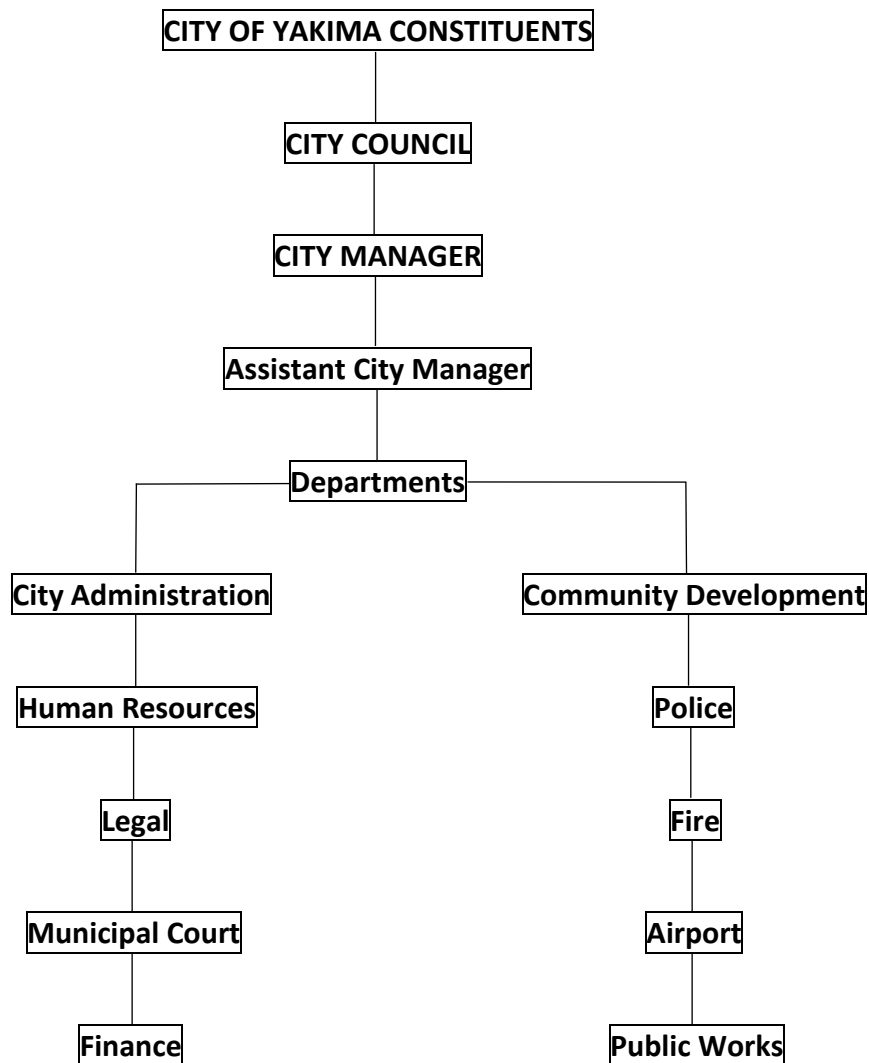 CITY OF YAKIMA CONSTITUENTS
CITY COUNCIL
CITY MANAGER
Assistant City Manager
Departments
City Administration
Community Development
Human Resources
Police
Legal
Fire
Municipal Court
Airport
Finance
Public Works